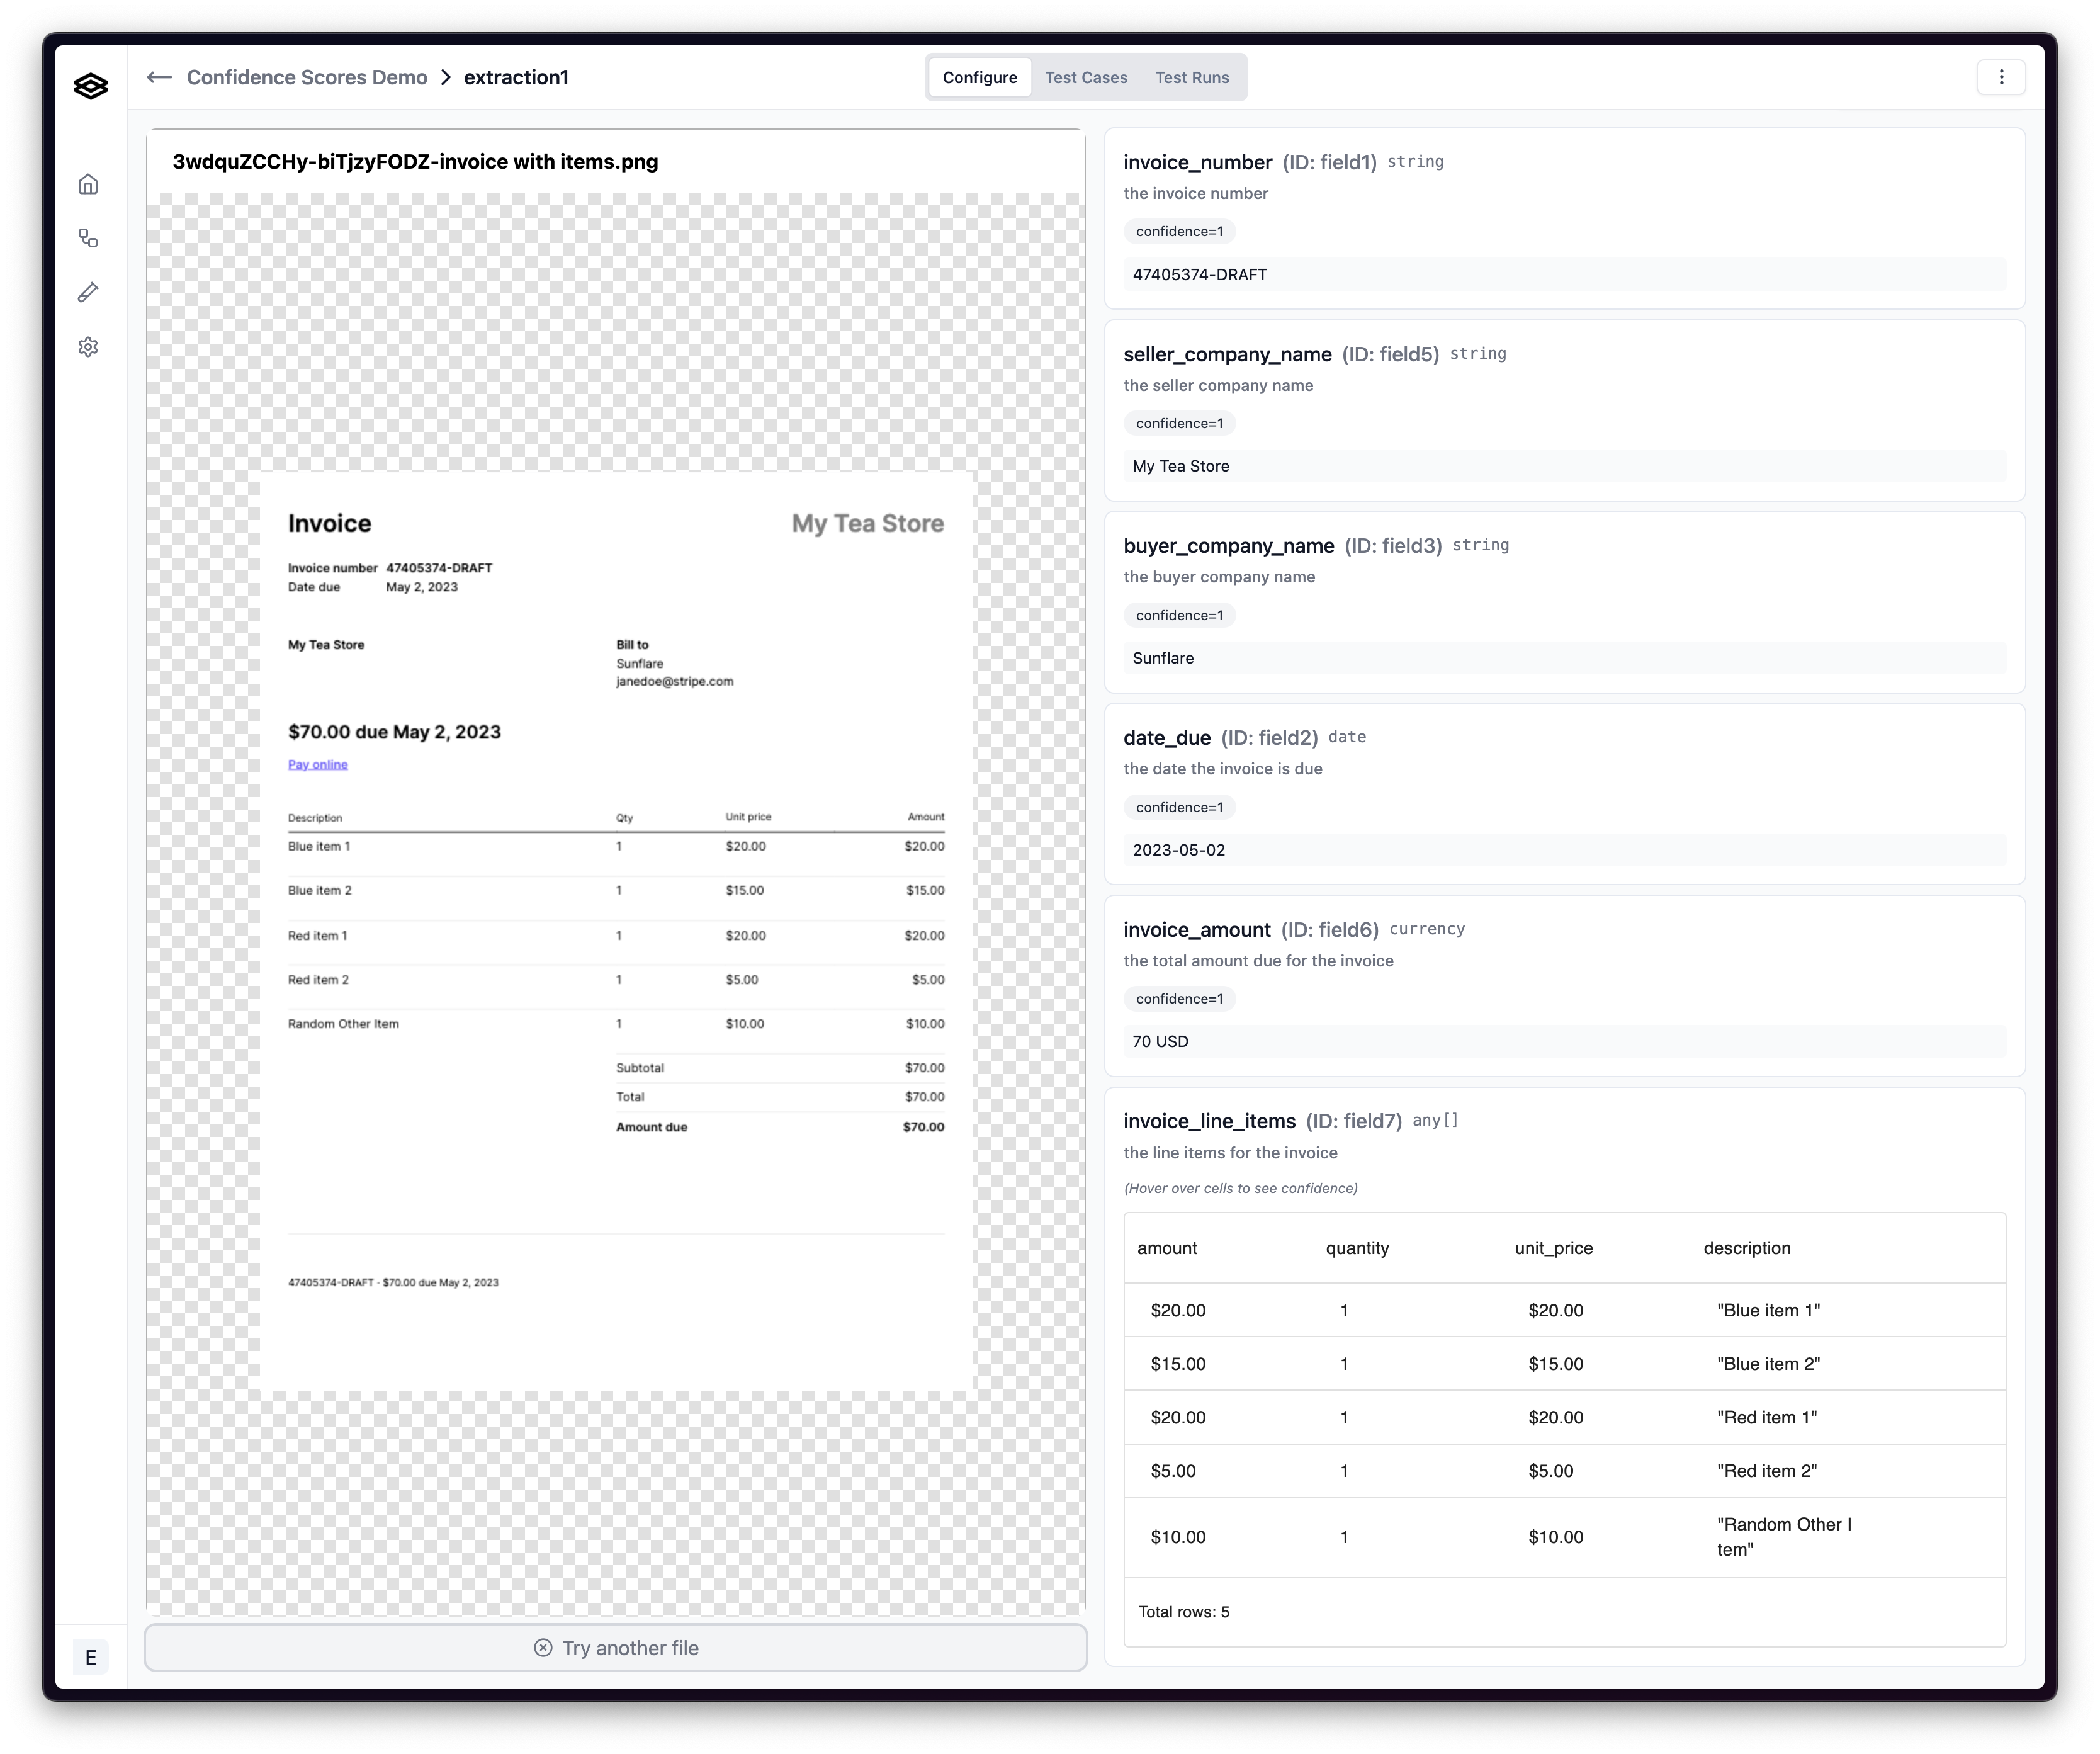 Confidence Scores Demo > extraction1
Configure Test Cases Test Runs
3wdquZCCHy-biTjzyFODZ-invoice with items.png
Invoice My Tea Store
Invoice number 47405374-DRAFT
Date due May 2, 2023
My Tea Store Bill to
Sunflare
janedoe@stripe.com
$70.00 due May 2, 2023
Pay online
Description Qty Unit price Amount
Blue item 1 1 $20.00 $20.00
Blue item 2 1 $15.00 $15.00
Red item 1 1 $20.00 $20.00
Red item 2 1 $5.00 $5.00
Random Other Item 1 $10.00 $10.00
Subtotal $70.00
Total $70.00
Amount due $70.00
47405374-DRAFT · $70.00 due May 2, 2023
Try another file
E
invoice_number (ID: field1) string
the invoice number
confidence=1
47405374-DRAFT
seller_company_name (ID: field5) string
the seller company name
confidence=1
My Tea Store
buyer_company_name (ID: field3) string
the buyer company name
confidence=1
Sunflare
date_due (ID: field2) date
the date the invoice is due
confidence=1
2023-05-02
invoice_amount (ID: field6) currency
the total amount due for the invoice
confidence=1
70 USD
invoice_line_items (ID: field7) any[]
the line items for the invoice
(Hover over cells to see confidence)
amount quantity unit_price description
$20.00 1 $20.00 "Blue item 1"
$15.00 1 $15.00 "Blue item 2"
$20.00 1 $20.00 "Red item 1"
$5.00 1 $5.00 "Red item 2"
$10.00 1 $10.00 "Random Other I
tem"
Total rows: 5